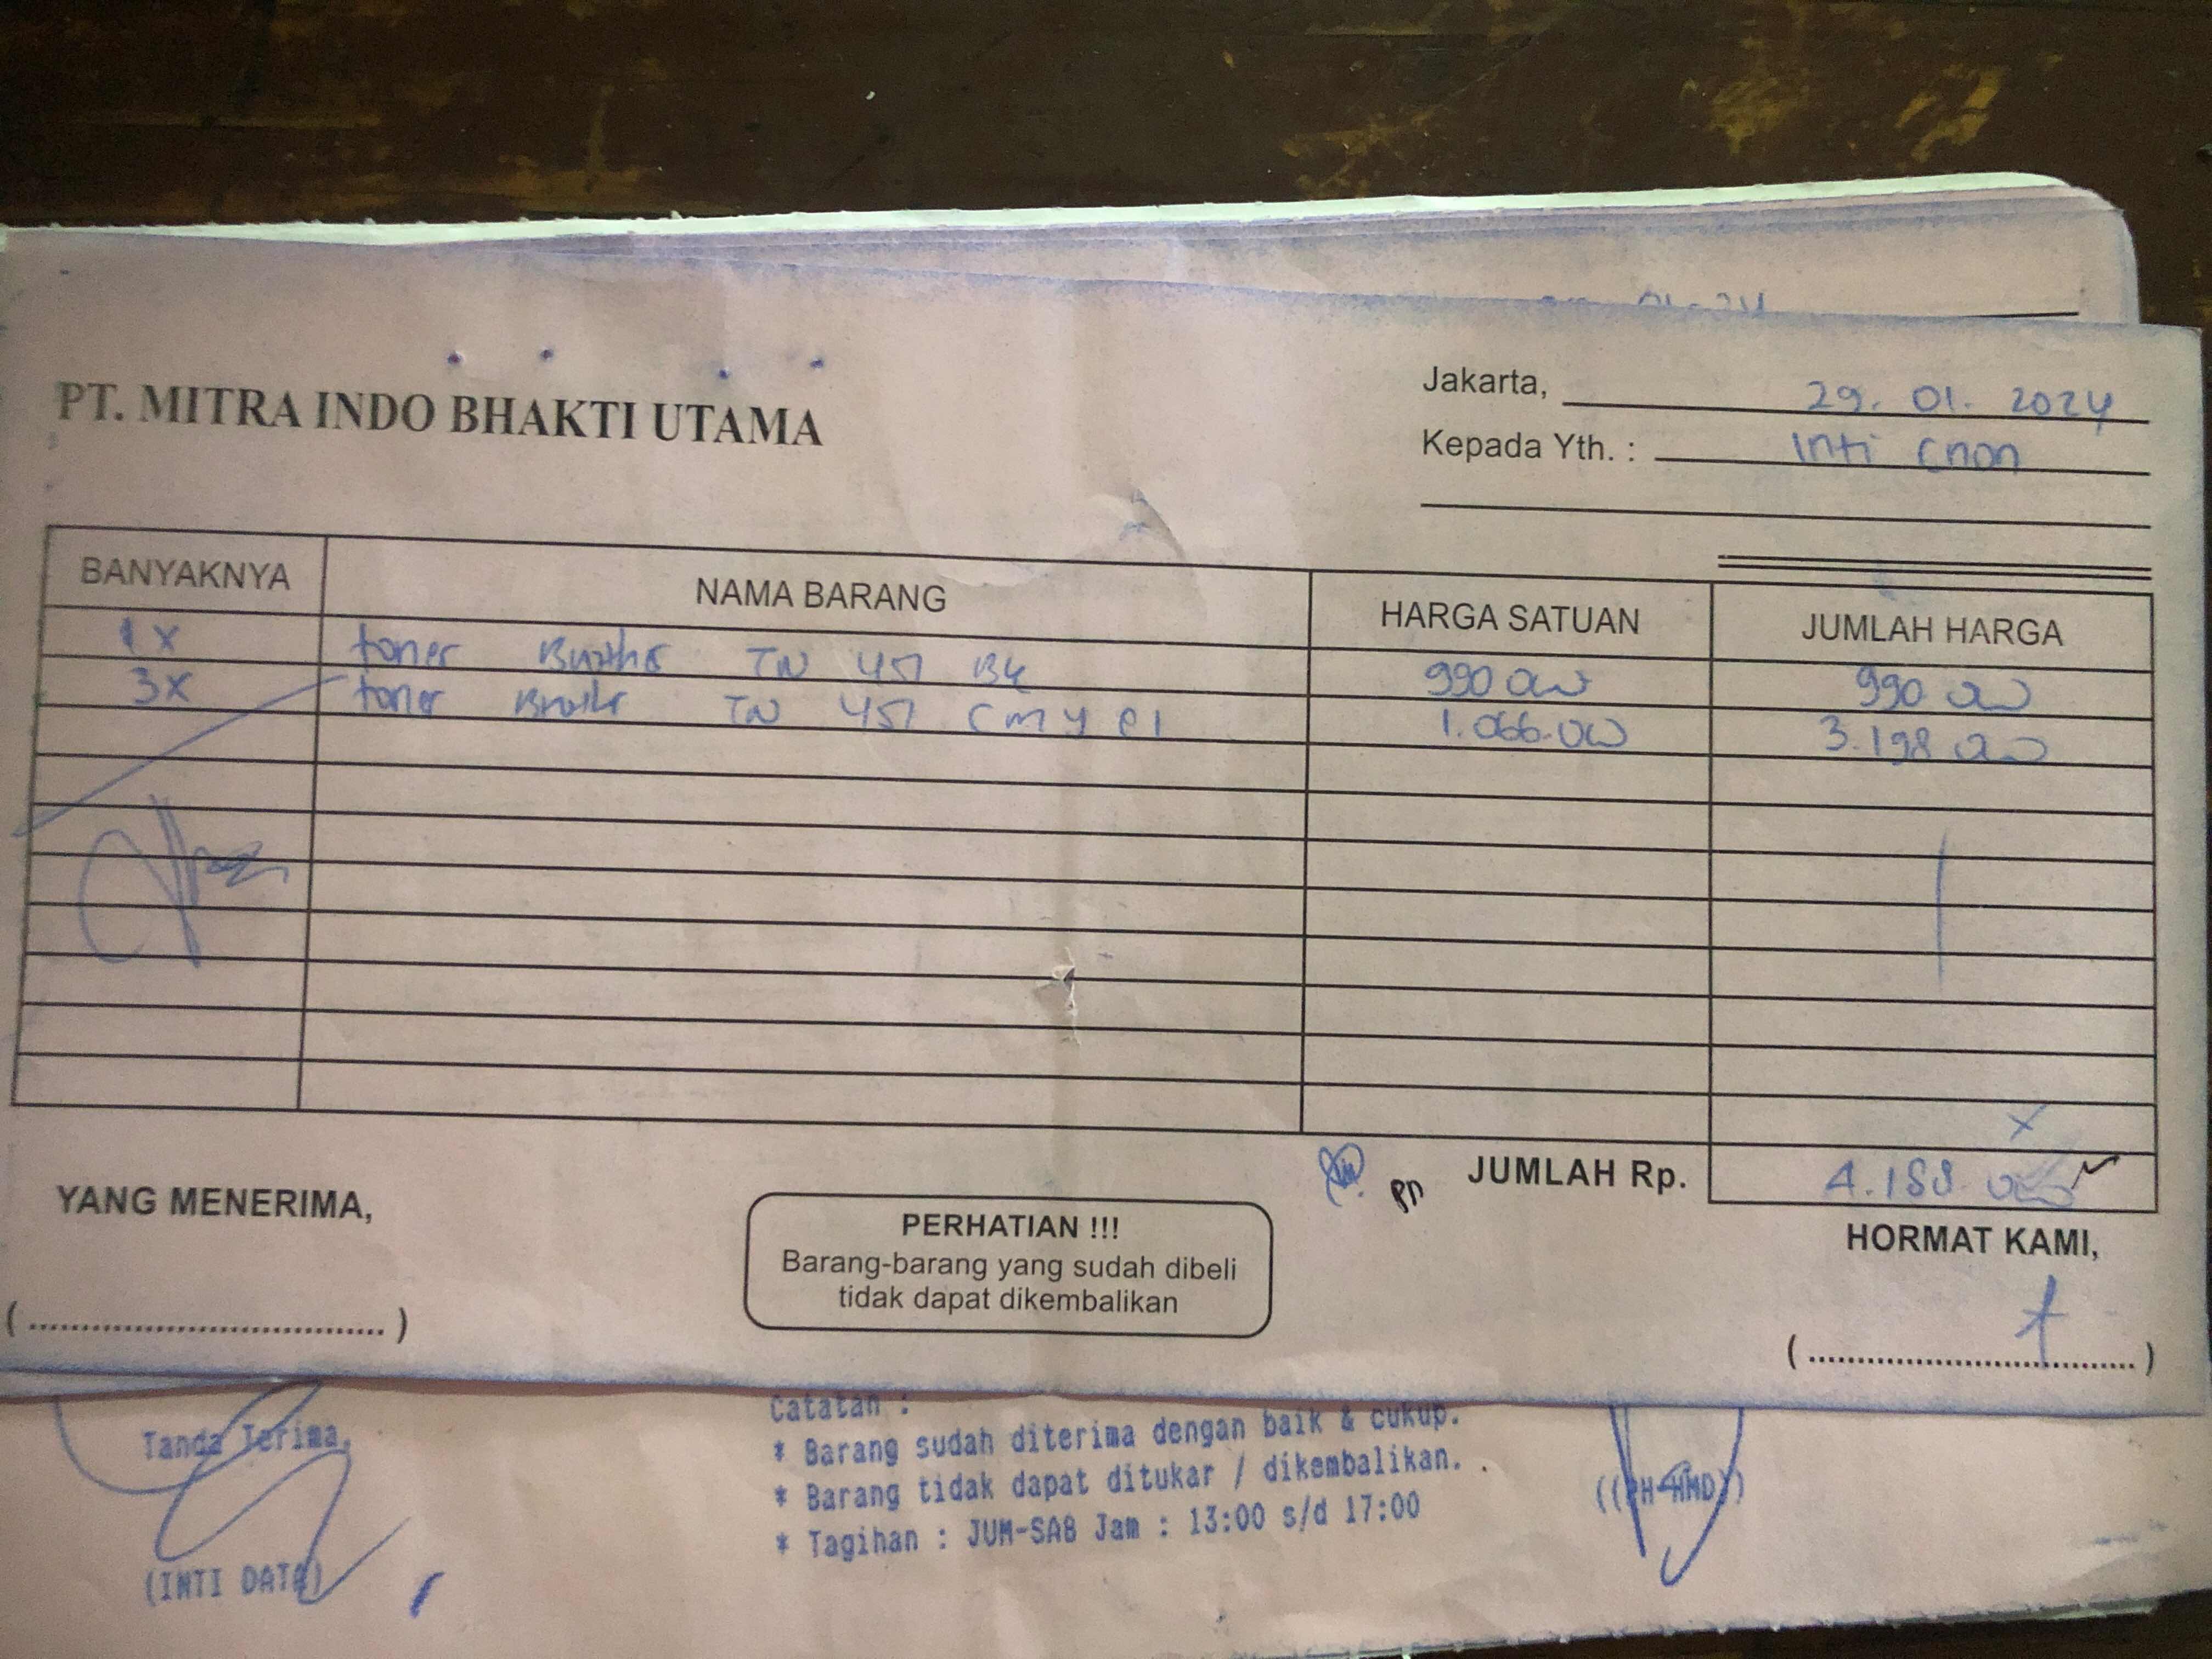 PT. MITRA INDO BHAKTI UTAMA
Jakarta, 29. 01. 2024
Kepada Yth. : Inti
BANYAKNYA NAMA BARANG HARGA SATUAN JUMLAH HARGA
1x toner Brother TN 451 BK 990 000 990 000
3x toner Brother TN 451 CMY 1.066.000 3.198 000
JUMLAH Rp. 4.188.000
YANG MENERIMA,
PERHATIAN !!!
Barang-barang yang sudah dibeli
tidak dapat dikembalikan
HORMAT KAMI,
(.................................)
(.................................)
Catatan :
Tanda Terima,
* Barang sudah diterima dengan baik & cukup.
* Barang tidak dapat ditukar / dikembalikan.
* Tagihan : JUM-SAB Jam : 13:00 s/d 17:00
(INTI DATA)